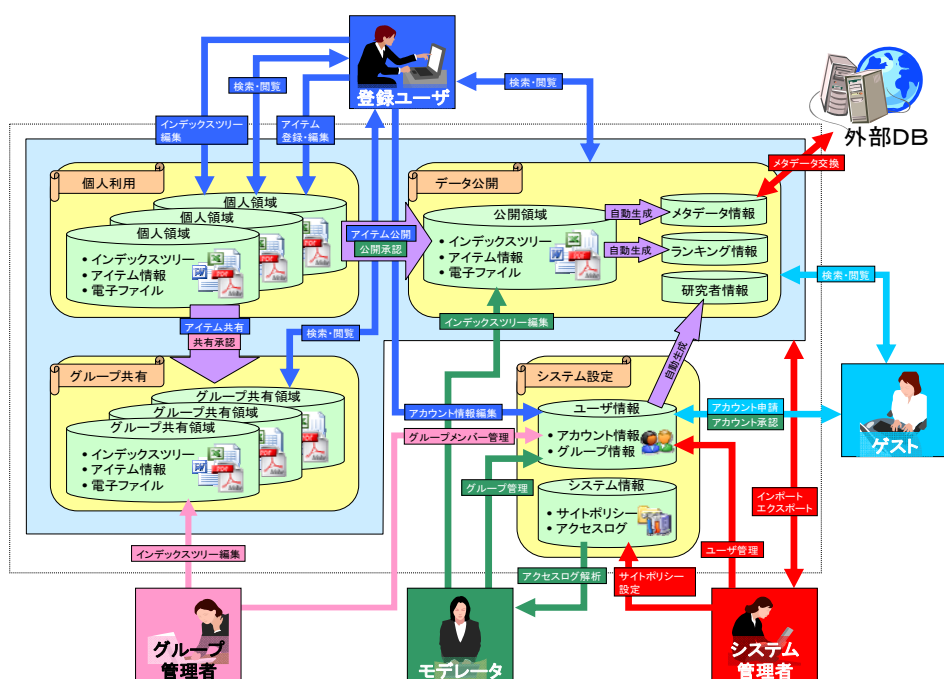 登録ユーザ
外部DB
検索・閲覧
検索・閲覧
インデックスツリー
編集
アイテム
登録・編集
メタデータ交換
個人利用
個人領域
個人領域
個人領域
• インデックスツリー
• アイテム情報
• 電子ファイル
アイテム公開
公開承認
データ公開
公開領域
• インデックスツリー
• アイテム情報
• 電子ファイル
自動生成
メタデータ情報
自動生成
ランキング情報
研究者情報
検索・閲覧
アイテム共有
共有承認
検索・閲覧
インデックスツリー編集
自動生成
グループ共有
グループ共有領域
グループ共有領域
グループ共有領域
• インデックスツリー
• アイテム情報
• 電子ファイル
システム設定
ユーザ情報
• アカウント情報
• グループ情報
アカウント情報編集
グループメンバー管理
アカウント申請
アカウント承認
ゲスト
グループ管理
システム情報
• サイトポリシー
• アクセスログ
インポート
エクスポート
ユーザ管理
インデックスツリー編集
アクセスログ解析
サイトポリシー
設定
グループ
管理者
モデレータ
システム
管理者